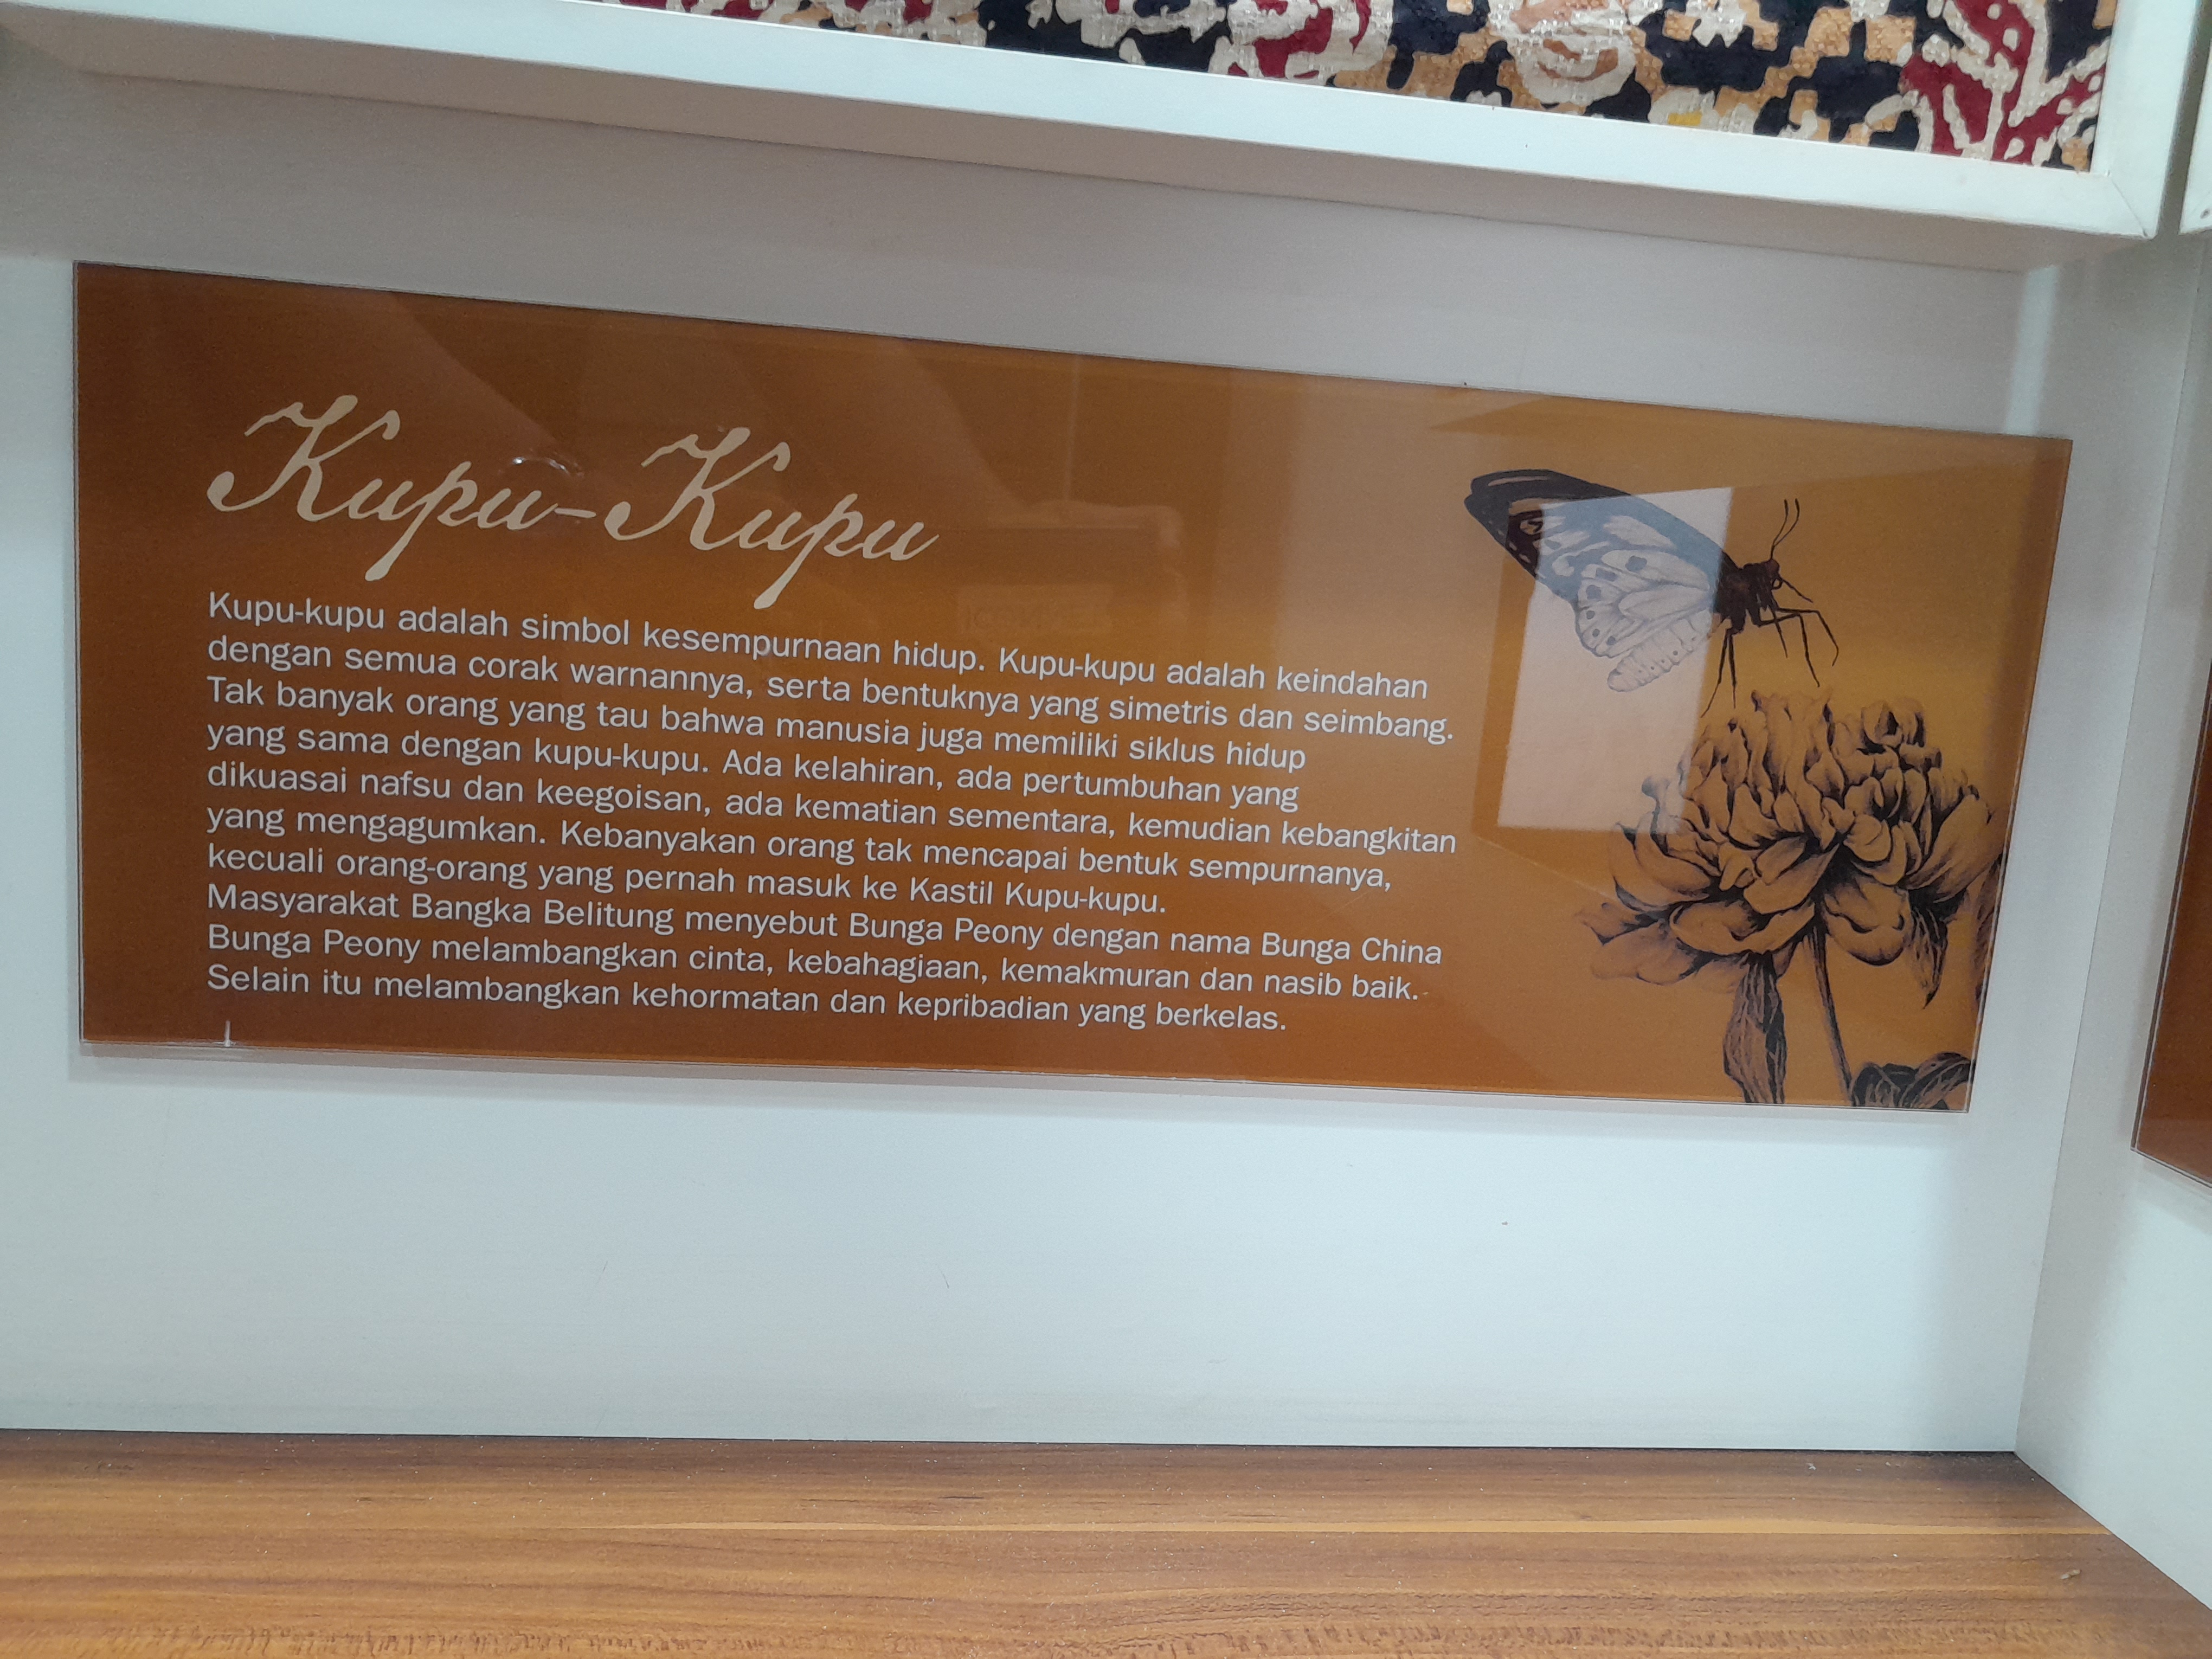 Kupu-Kupu
Kupu-kupu adalah simbol kesempurnaan hidup. Kupu-kupu adalah keindahan
dengan semua corak warnannya, serta bentuknya yang simetris dan seimbang.
Tak banyak orang yang tau bahwa manusia juga memiliki siklus hidup
yang sama dengan kupu-kupu. Ada kelahiran, ada pertumbuhan yang
dikuasai nafsu dan keegoisan, ada kematian sementara, kemudian kebangkitan
yang mengagumkan. Kebanyakan orang tak mencapai bentuk sempurnanya,
kecuali orang-orang yang pernah masuk ke Kastil Kupu-kupu.
Masyarakat Bangka Belitung menyebut Bunga Peony dengan nama Bunga China
Bunga Peony melambangkan cinta, kebahagiaan, kemakmuran dan nasib baik.
Selain itu melambangkan kehormatan dan kepribadian yang berkelas.